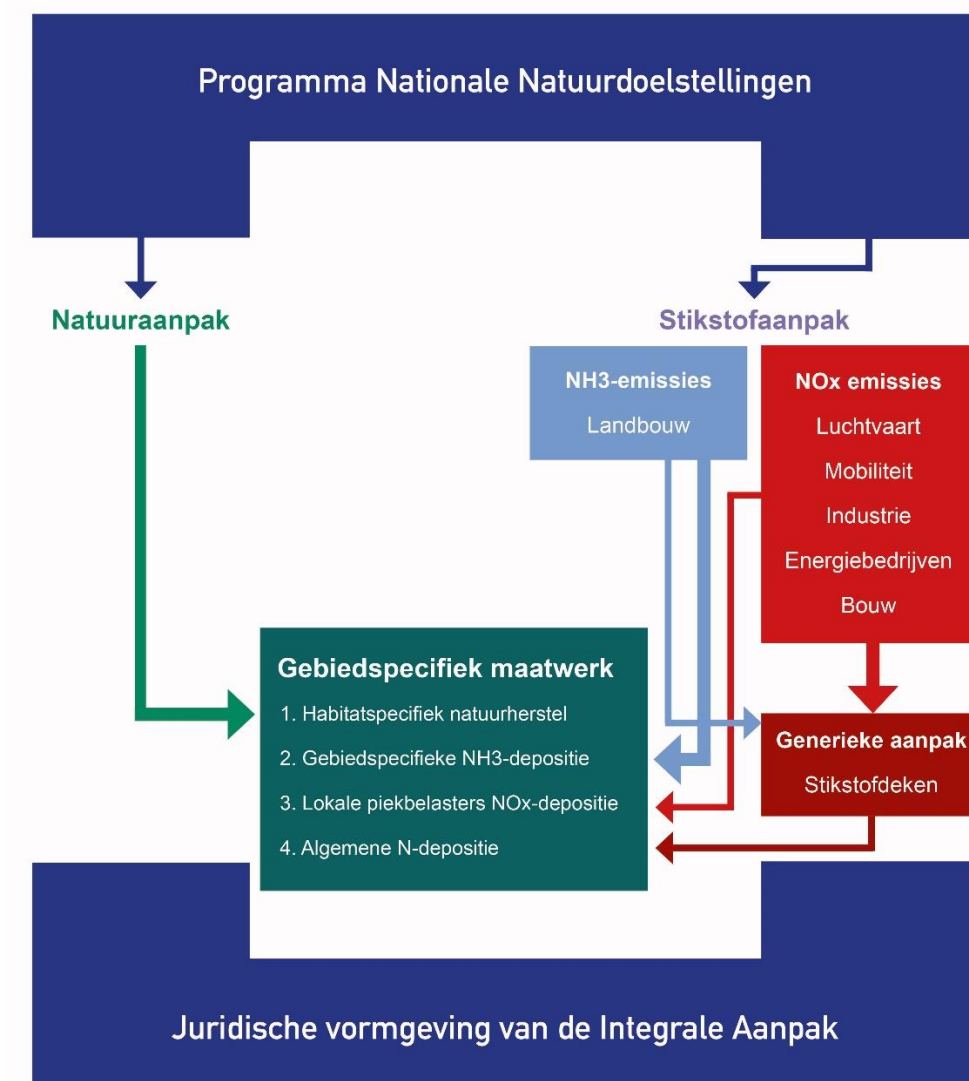 Programma Nationale Natuurdoelstellingen
Natuuraanpak
Stikstofaanpak
NH3-emissies
Landbouw
NOx emissies
Luchtvaart
Mobiliteit
Industrie
Energiebedrijven
Bouw
Gebiedspecifiek maatwerk
1. Habitatspecifiek natuurherstel
2. Gebiedspecifieke NH3-depositie
3. Lokale piekbelasters NOx-depositie
4. Algemene N-depositie
Generieke aanpak
Stikstofdeken
Juridische vormgeving van de Integrale Aanpak